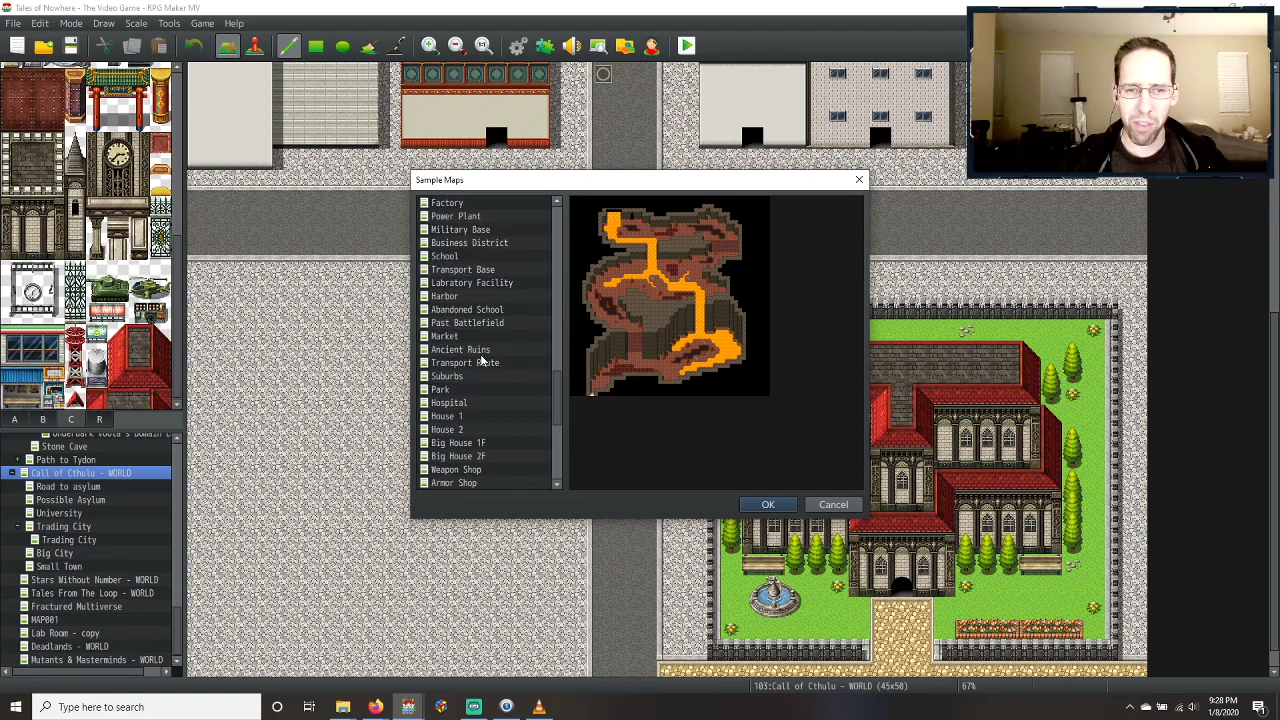 Tales of Nowhere - The Video Game - RPG Maker MV
File Edit Mode Draw Scale Tools Game Help
Sample Maps
Factory
Power Plant
Military Base
Business District
School
Transport Base
Labratory Facility
Harbor
Abandoned School
Past Battlefield
Market
Ancient Ruins
Transport Route
Suburbs
Park
Hospital
House 1
House 2
Big House 1F
Big House 2F
Weapon Shop
Armor Shop
OK Cancel
A B C R
Stone Cave
Path to Tydon
Call of Cthulu - WORLD
Road to asylum
Possible Asylum
University
Trading City
Trading City
Big City
Small Town
Stars Without Number - WORLD
Tales From The Loop - WORLD
Fractured Multiverse
MAP001
Lab Room - copy
Deadlands - WORLD
Mutants & Masterminds - WORLD
103:Call of Cthulu - WORLD (45x50) 67%
Type here to search
9:28 PM
1/8/2020